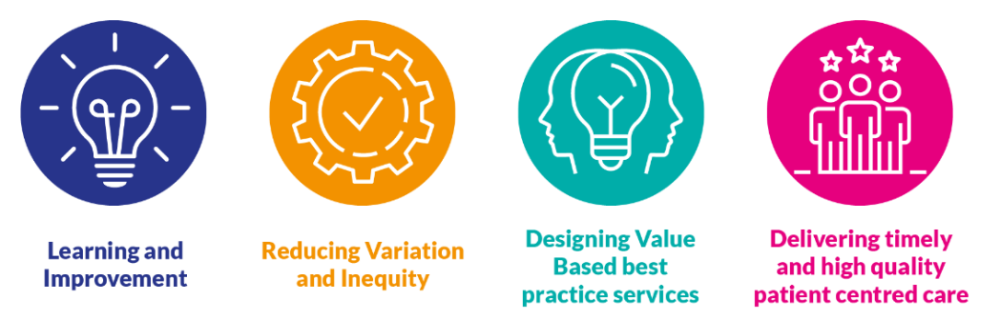 Learning and
Improvement
Reducing Variation
and Inequity
Designing Value
Based best
practice services
Delivering timely
and high quality
patient centred care